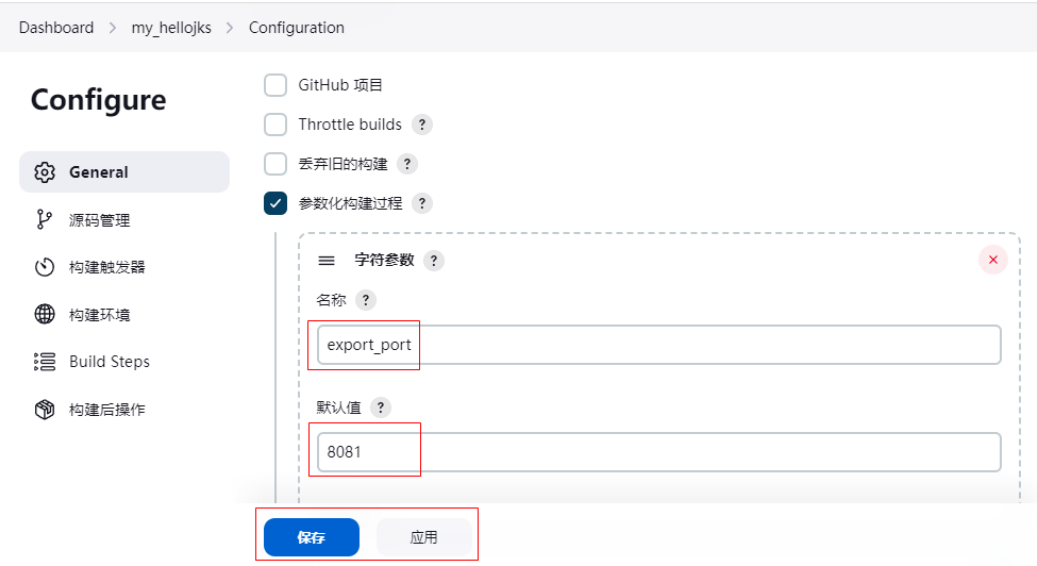 Dashboard > my_hellojks > Configuration
Configure
General
源码管理
构建触发器
构建环境
Build Steps
构建后操作
GitHub 项目
Throttle builds ?
丢弃旧的构建 ?
参数化构建过程 ?
字符参数 ?
名称 ?
export_port
默认值 ?
8081
保存 应用